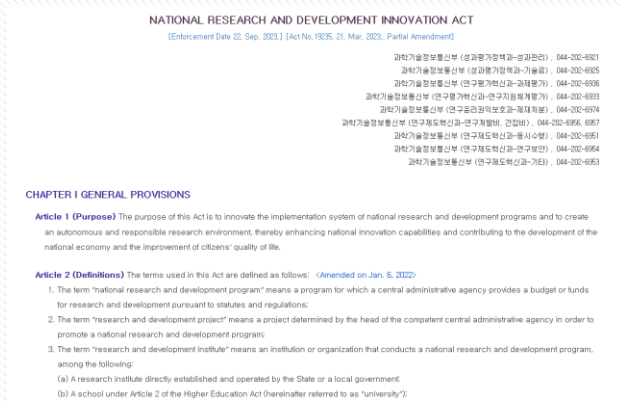 NATIONAL RESEARCH AND DEVELOPMENT INNOVATION ACT
[Enforcement Date 22. Sep, 2023.] [Act No.19235, 21. Mar, 2023., Partial Amendment]
과학기술정보통신부 (성과평가정책과-성과관리) , 044-202-6921
과학기술정보통신부 (성과평가정책과-기술료) , 044-202-6925
과학기술정보통신부 (연구평가혁신과-과제평가) , 044-202-6936
과학기술정보통신부 (연구평가혁신과-연구지원체계평가) , 044-202-6933
과학기술정보통신부 (연구윤리권익보호과-제재처분) , 044-202-6974
과학기술정보통신부 (연구제도혁신과-연구개발비, 간접비) , 044-202-6956, 6957
과학기술정보통신부 (연구제도혁신과-동시수행) , 044-202-6951
과학기술정보통신부 (연구제도혁신과-연구보안) , 044-202-6954
과학기술정보통신부 (연구제도혁신과-기타) , 044-202-6953
CHAPTER I GENERAL PROVISIONS
Article 1 (Purpose) The purpose of this Act is to innovate the implementation system of national research and development programs and to create
an autonomous and responsible research environment, thereby enhancing national innovation capabilities and contributing to the development of the
national economy and the improvement of citizens' quality of life.
Article 2 (Definitions) The terms used in this Act are defined as follows: <Amended on Jan. 6, 2022>
1. The term "national research and development program" means a program for which a central administrative agency provides a budget or funds
for research and development pursuant to statutes and regulations;
2. The term "research and development project" means a project determined by the head of the competent central administrative agency in order to
promote a national research and development program;
3. The term "research and development institute" means an institution or organization that conducts a national research and development program,
among the following:
(a) A research institute directly established and operated by the State or a local government;
(b) A school under Article 2 of the Higher Education Act (hereinafter referred to as "university");